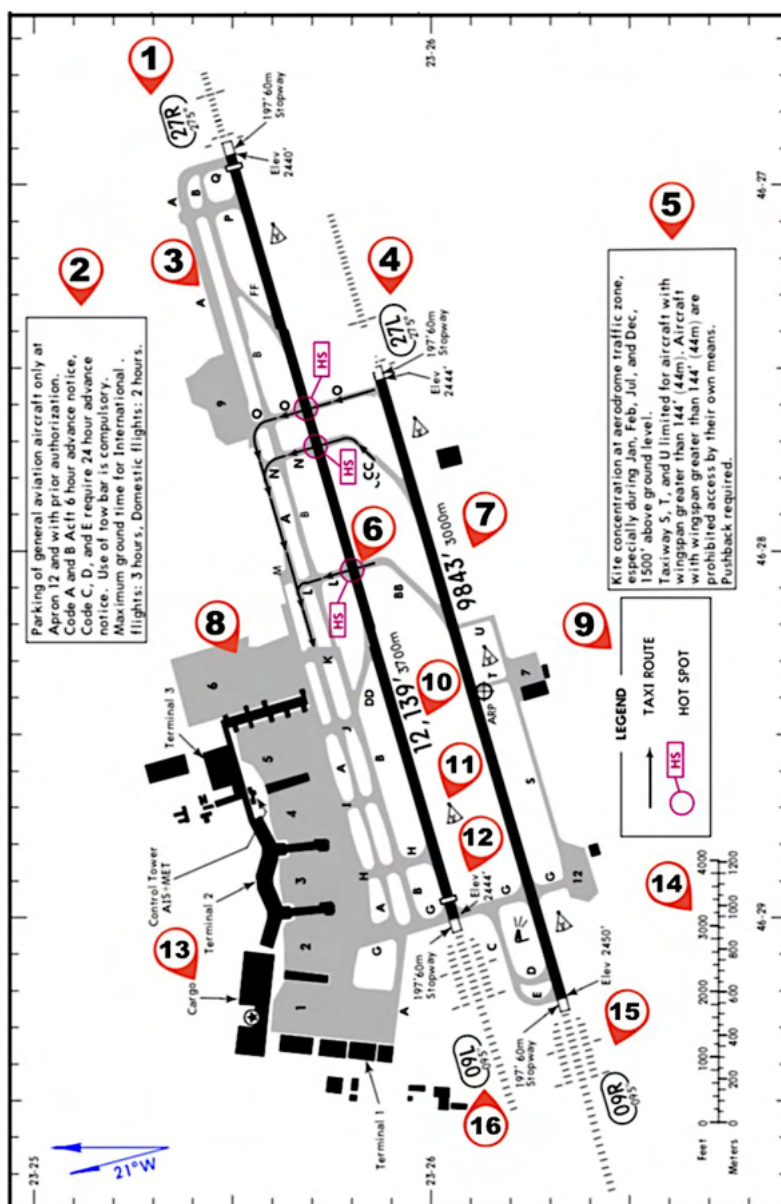 1
27R
275°
197'60m
Stopway
Elev
2440'
23-26
23-25
2
Parking of general aviation aircraft only at
Apron 12 and with prior authorization.
Code A and B Acft 6 hour advance notice,
Code C, D, and E require 24 hour advance
notice. Use of tow bar is compulsory.
Maximum ground time for International
flights: 3 hours, Domestic flights: 2 hours.
3
A
B
Q
P
A
FF
B
9
4
27L
275°
197'60m
Stopway
Elev
2444'
46-27
5
Kite concentration at aerodrome traffic zone,
especially during Jan, Feb, Jul, and Dec,
1500' above ground level.
Taxiway S, T, and U limited for aircraft with
wingspan greater than 144' (44m). Aircraft
with wingspan greater than 144' (44m) are
prohibited access by their own means.
Pushback required.
HS
O
O
O
HS
N
N
CC
A
B
M
L
L
HS
6
7
9843' 3000m
46-28
BB
8
6
K
DD
12,139' 3700m
10
U
T
7
ARP
9
LEGEND
TAXI ROUTE
HS
HOT SPOT
Terminal 3
5
J
A
B
I
11
S
4
Control Tower
AIS+MET
Terminal 2
3
H
H
12
A
B
G
Elev 2444'
G
G
12
14
46-29
13
Cargo
2
G
197'60m
Stopway
C
D
E
Elev 2450'
1
A
15
Terminal 1
09L
095°
197'60m
Stopway
09R
095°
16
21°W
23-25
23-26
Feet 0 1000 2000 3000 4000
Meters 0 200 400 600 800 1000 1200